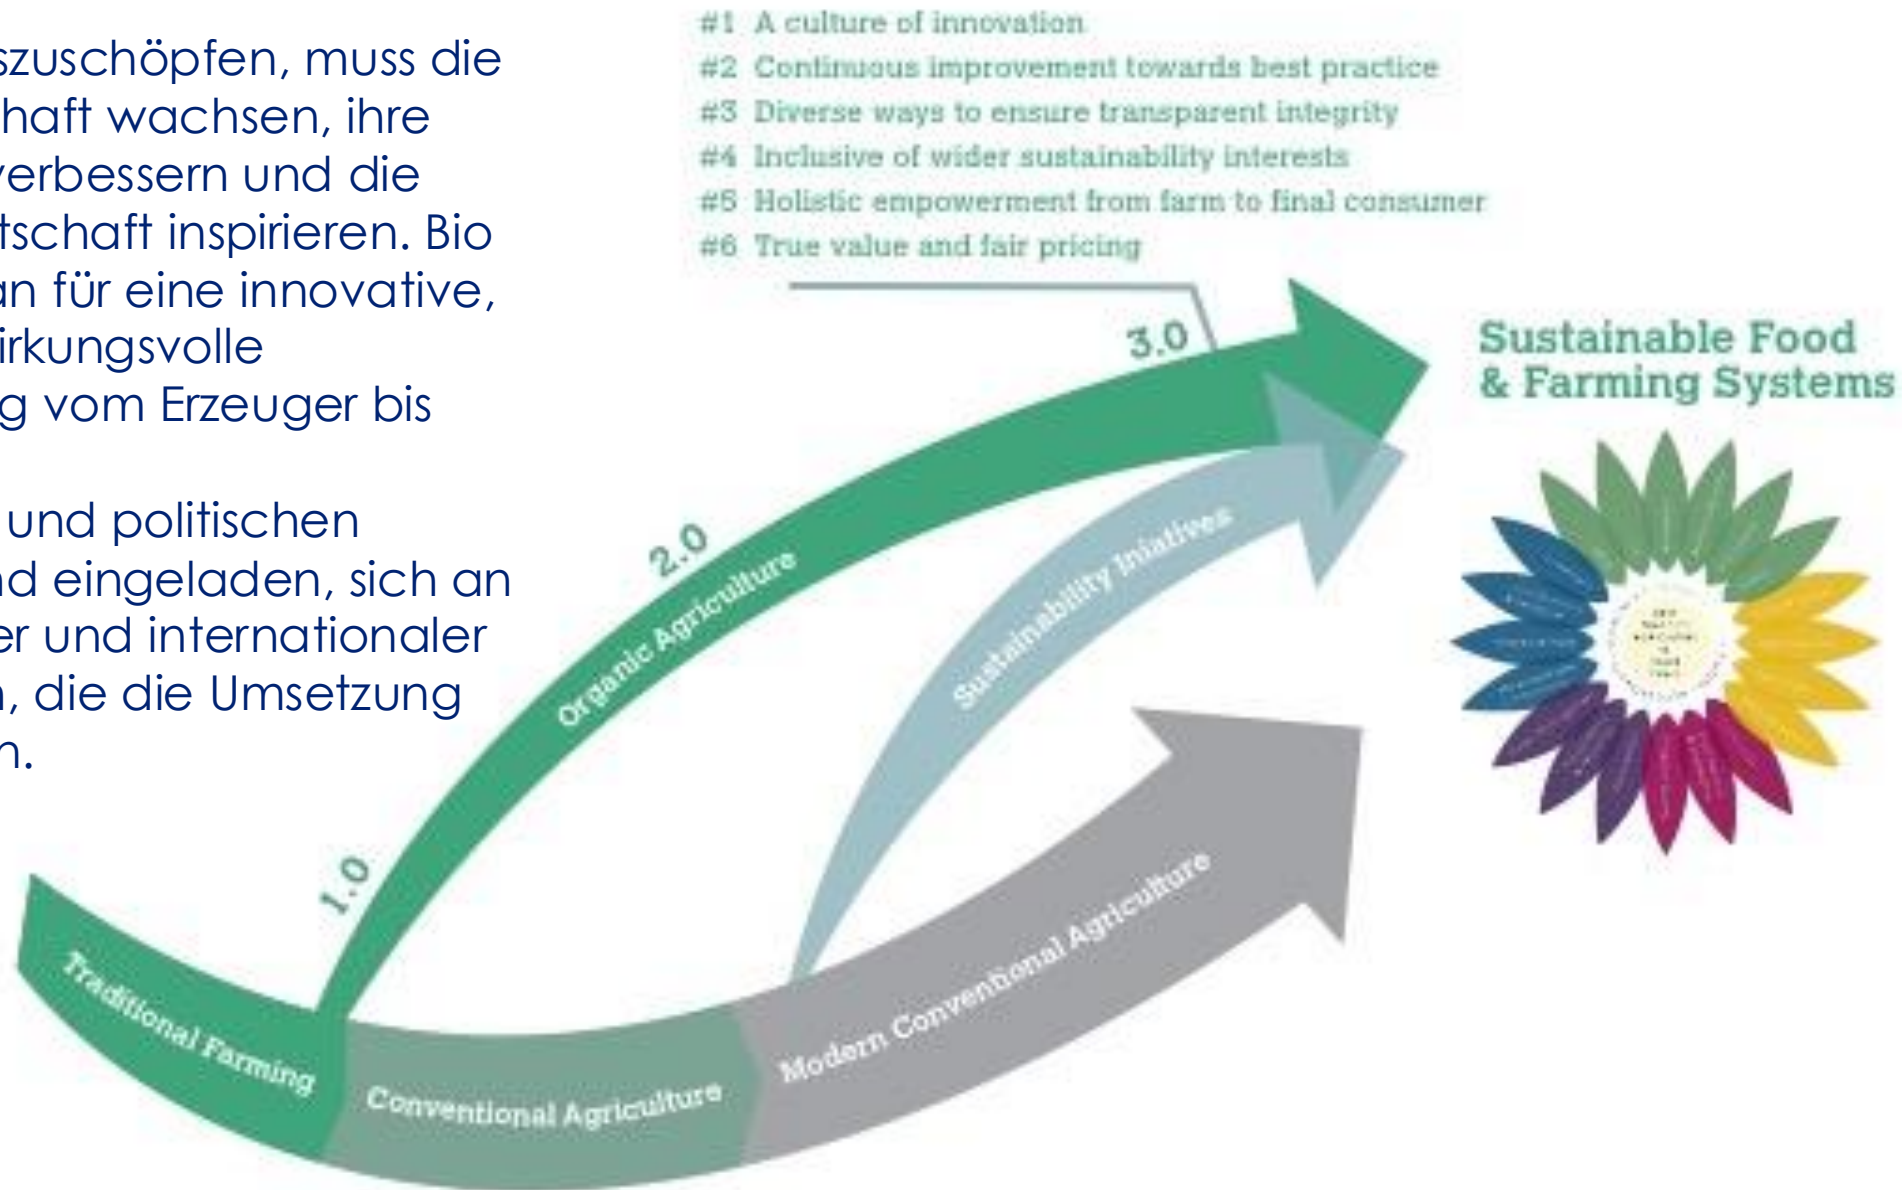 szuschöpfen, muss die
haft wachsen, ihre
verbessern und die
tschaft inspirieren. Bio
an für eine innovative,
irkungsvolle
g vom Erzeuger bis
und politischen
nd eingeladen, sich an
er und internationaler
n, die die Umsetzung
n.
#1 A culture of innovation
#2 Continuous improvement towards best practice
#3 Diverse ways to ensure transparent integrity
#4 Inclusive of wider sustainability interests
#5 Holistic empowerment from farm to final consumer
#6 True value and fair pricing
3.0
Sustainable Food
& Farming Systems
2.0
Organic Agriculture
Sustainability Iniatives
1.0
Traditional Farming
Conventional Agriculture
Modern Conventional Agriculture